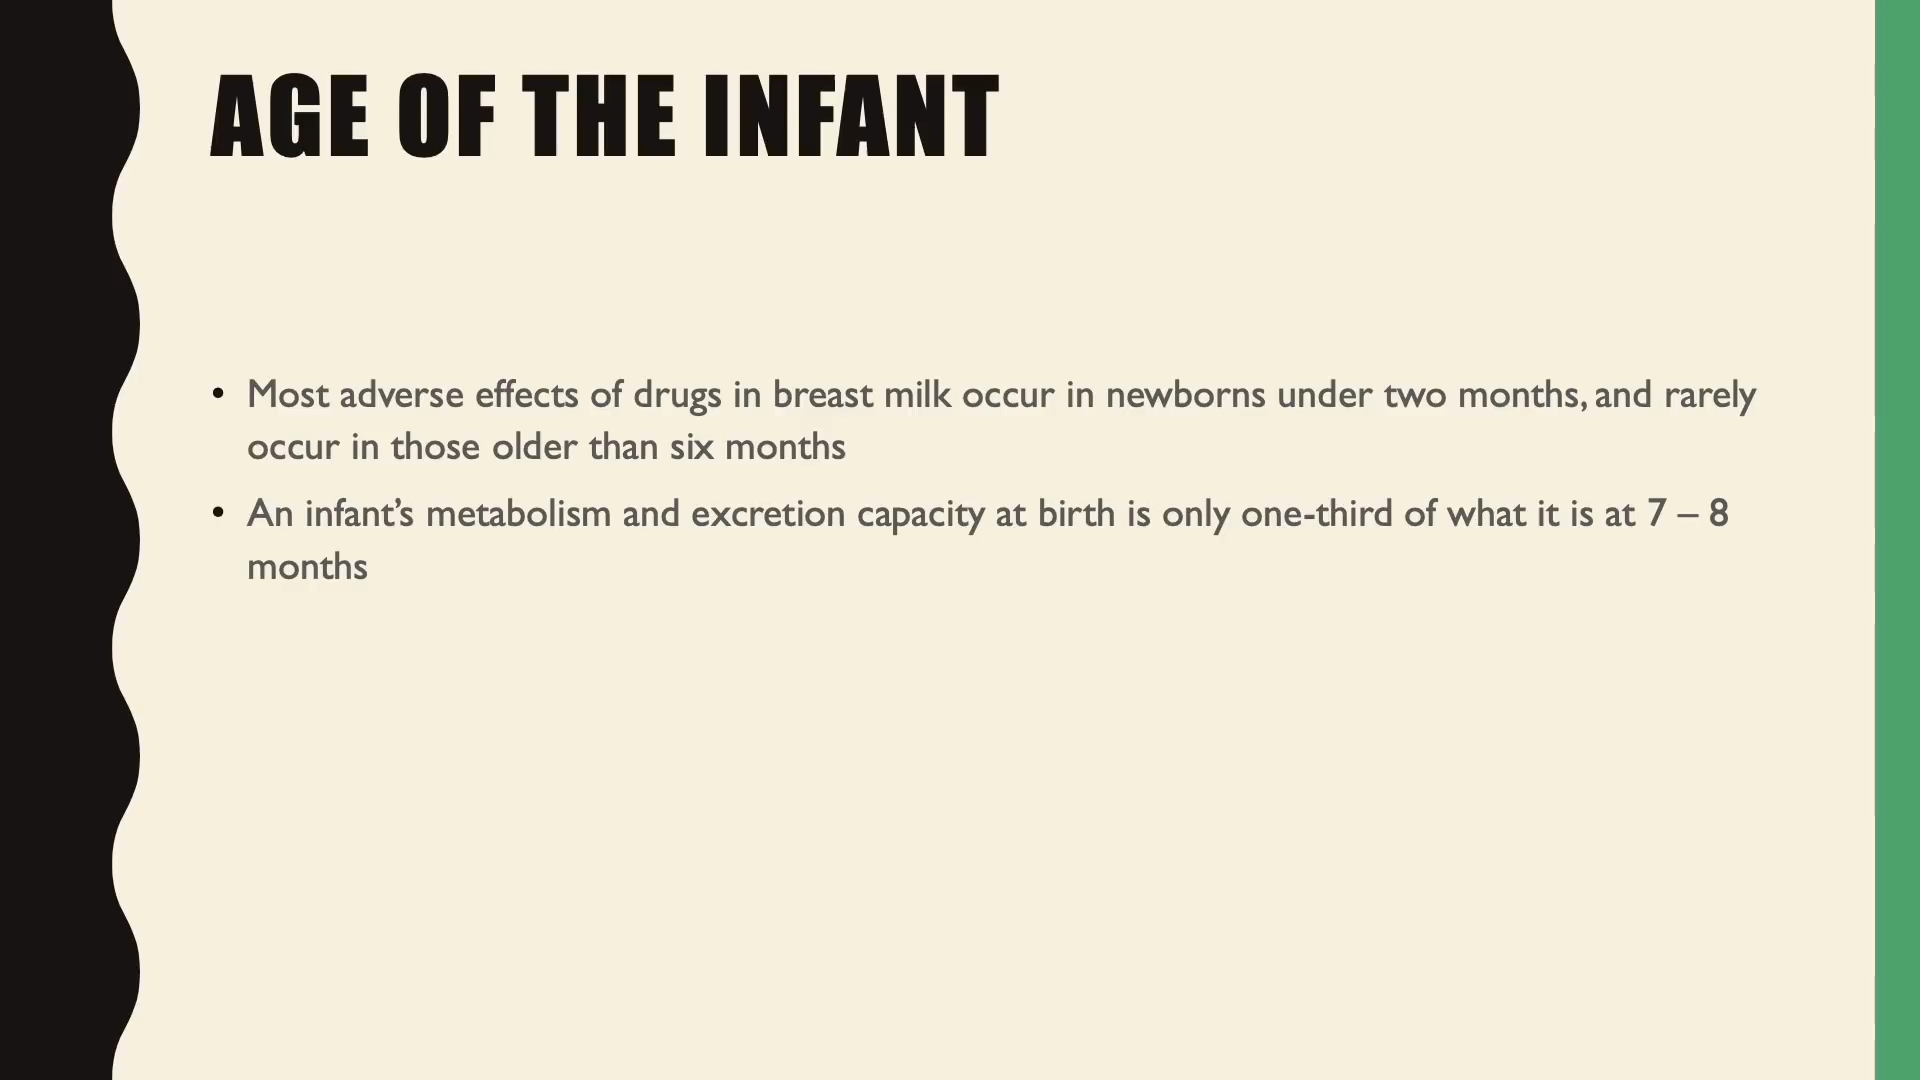 AGE OF THE INFANT
• Most adverse effects of drugs in breast milk occur in newborns under two months, and rarely
occur in those older than six months
• An infant’s metabolism and excretion capacity at birth is only one-third of what it is at 7 – 8
months